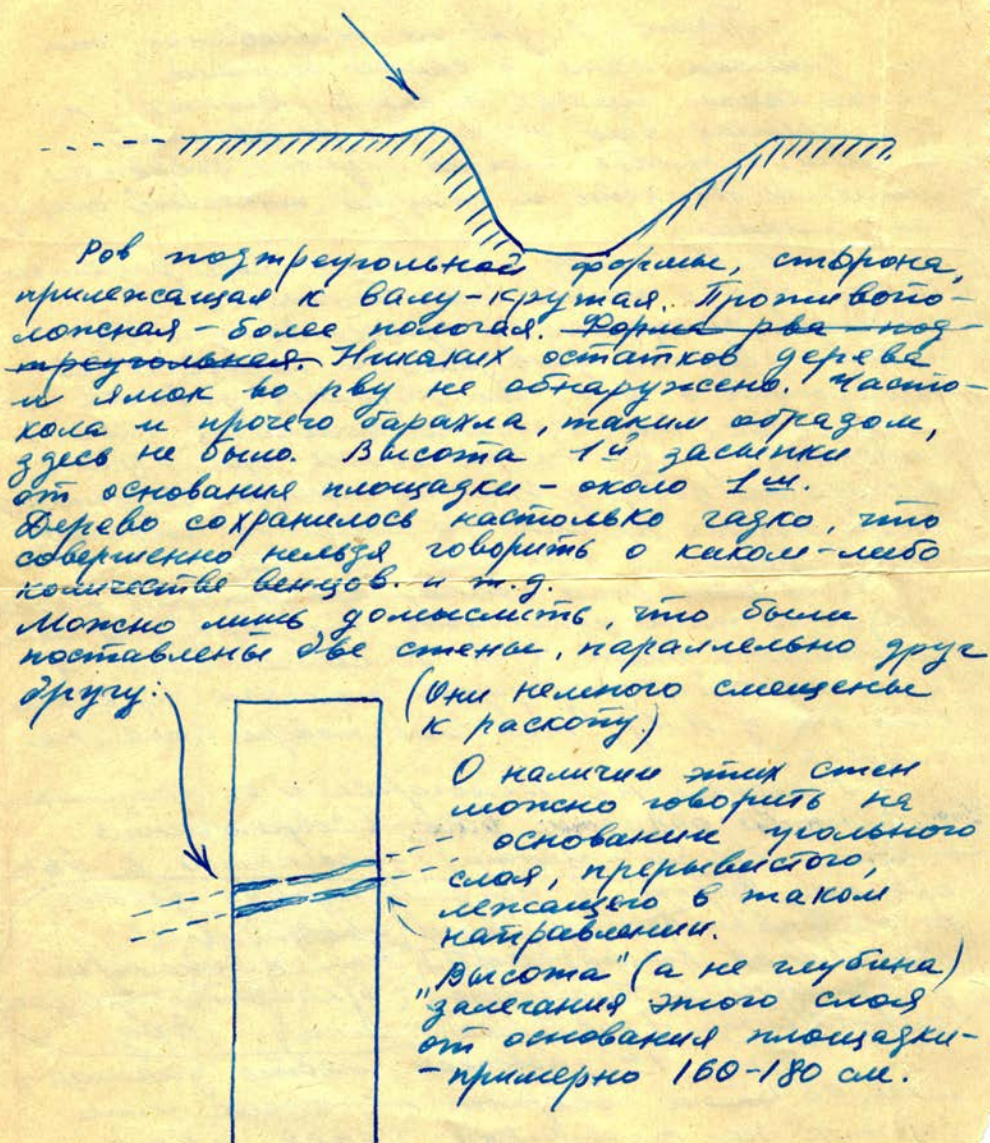 Ров подтреугольной формы, сторона,
прилежащая к валу-крутая. Противопо-
ложная - более пологая. Форма рва - под-
треугольная. Никаких остатков дерева
и ямок во рву не обнаружено. Часто-
кола и прочего барахла, таким образом,
здесь не было. Высота 1й засыпки
от основания площадки - около 1 м.
Дерево сохранилось настолько гадко, что
совершенно нельзя говорить о каком-либо
количестве венцов. и т.д.
Можно лишь домыслить, что были
поставлены две стены, параллельно друг
другу:
(Они немного смещены
к раскопу)
О наличии этих стен
можно говорить на
основании угольного
слоя, прерывистого,
лежащего в таком
направлении.
"Высота" (а не глубина)
залегания этого слоя
от основания площадки-
- примерно 160-180 см.